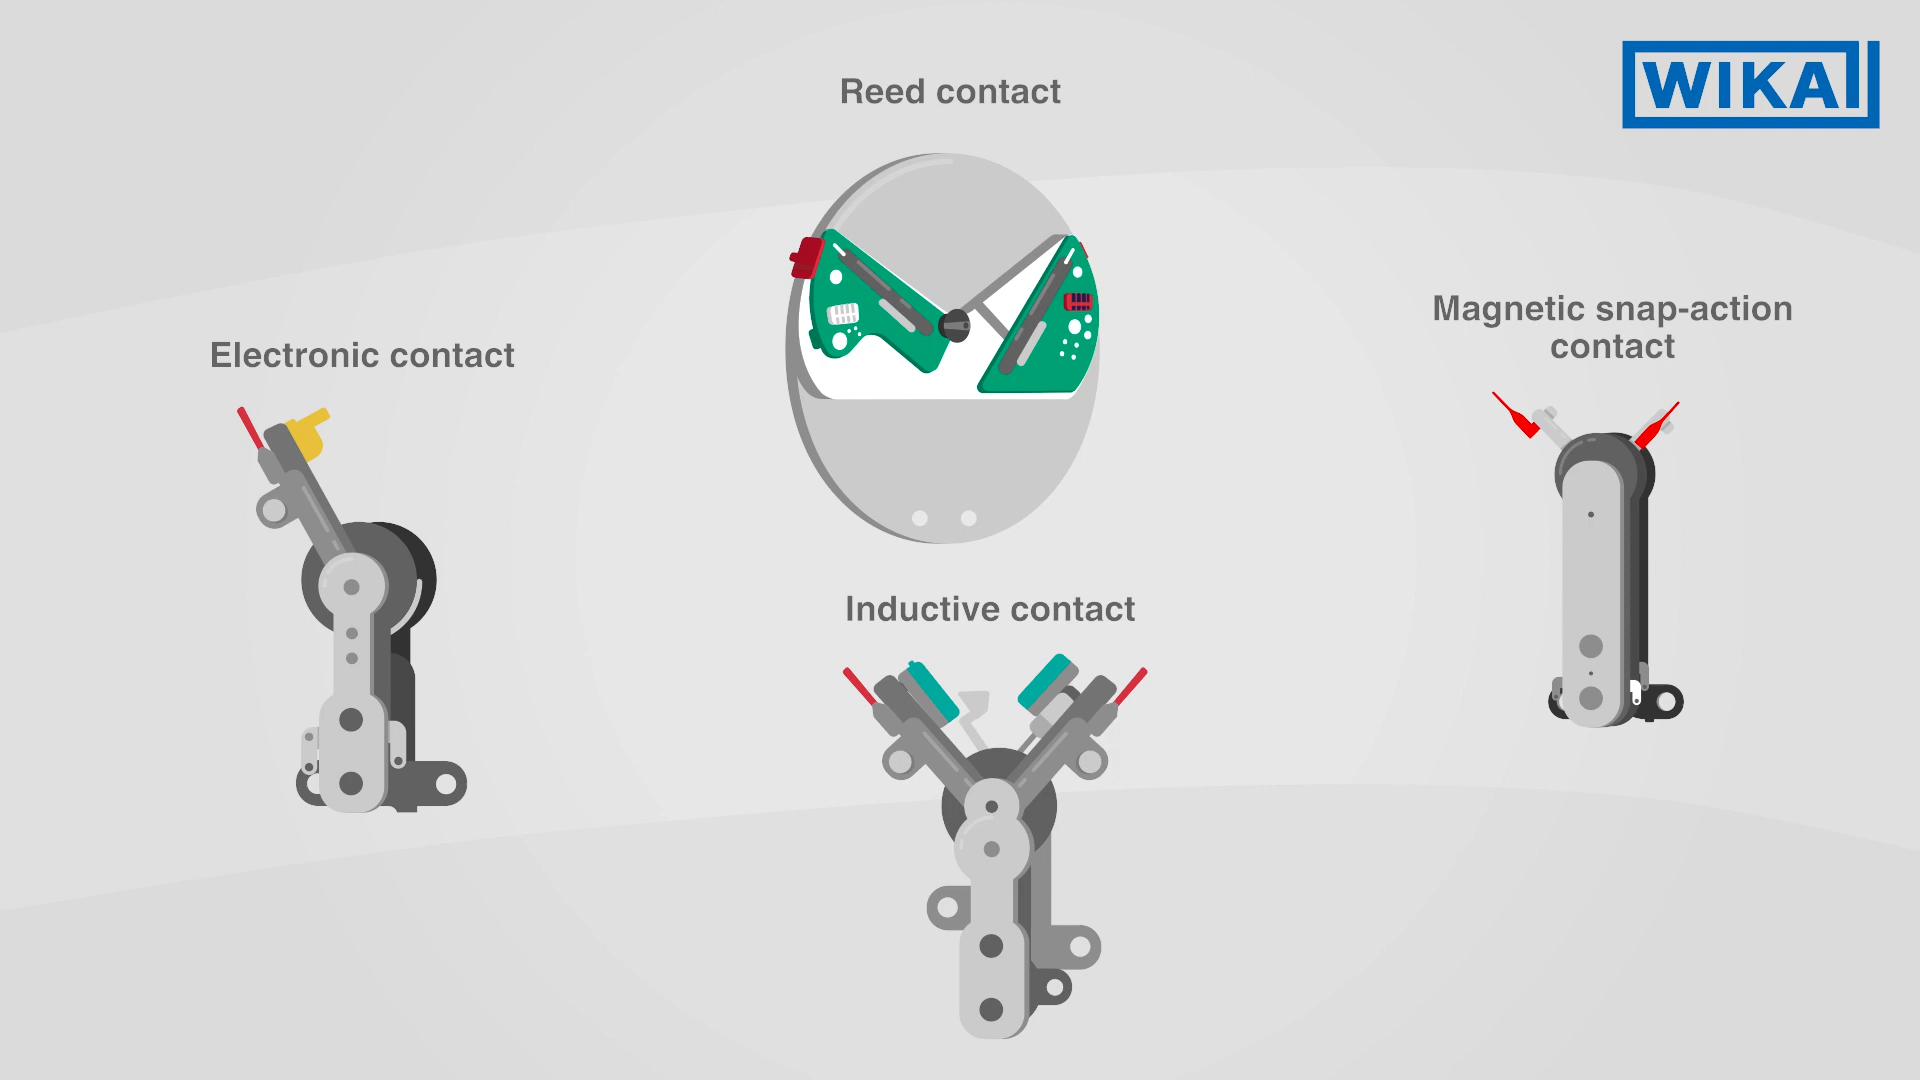 Reed contact
WIKA
Magnetic snap-action
contact
Electronic contact
Inductive contact